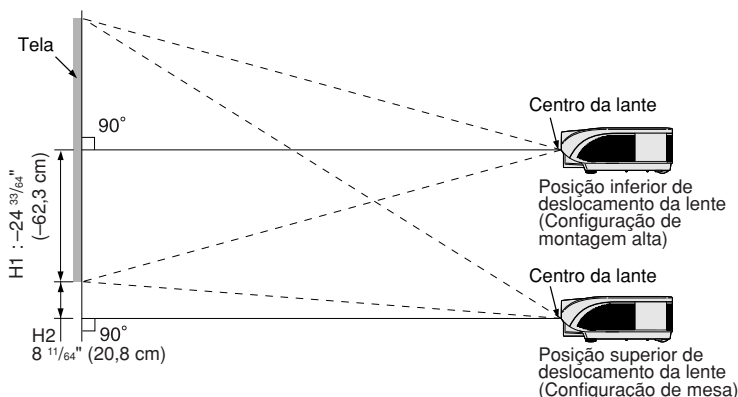 Tela
90°
Centro da lante
H1 : –24 33/64"
(–62,3 cm)
Posição inferior de
deslocamento da lente
(Configuração de
montagem alta)
Centro da lante
H2
8 11/64" (20,8 cm)
90°
Posição superior de
deslocamento da lente
(Configuração de mesa)